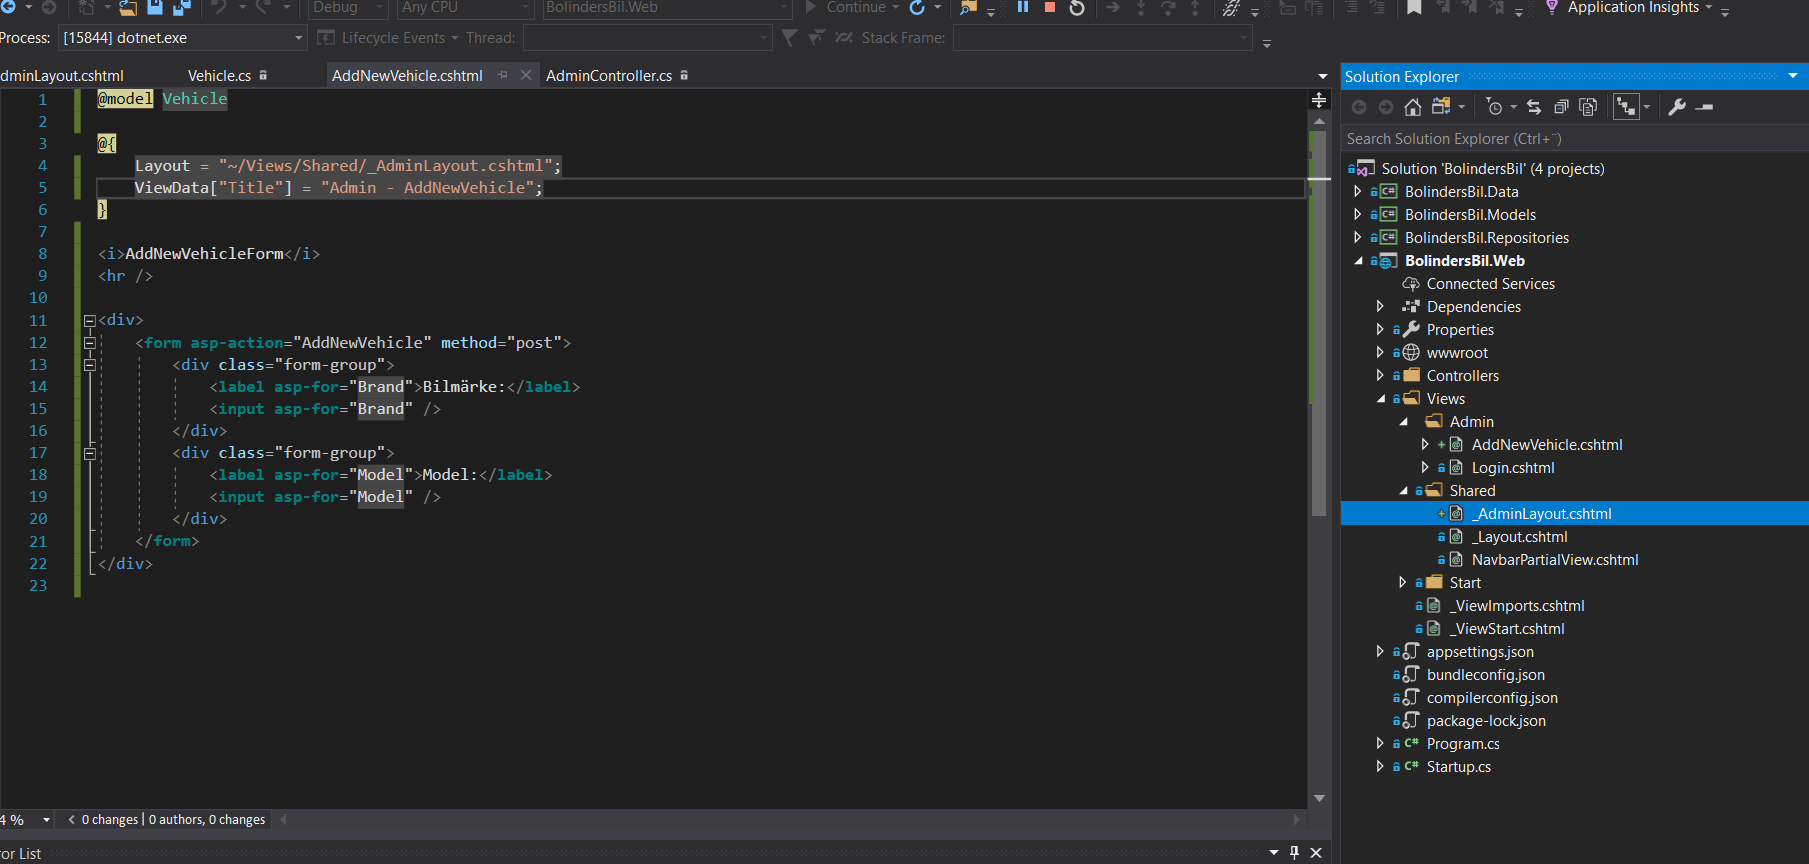 Debug Any CPU BolindersBil.Web Continue Application Insights
Process: [15844] dotnet.exe Lifecycle Events Thread: Stack Frame:
dminLayout.cshtml Vehicle.cs AddNewVehicle.cshtml AdminController.cs
1 @model Vehicle
2
3 @{
4 Layout = "~/Views/Shared/_AdminLayout.cshtml";
5 ViewData["Title"] = "Admin - AddNewVehicle";
6 }
7
8 <i>AddNewVehicleForm</i>
9 <hr />
10
11 <div>
12 <form asp-action="AddNewVehicle" method="post">
13 <div class="form-group">
14 <label asp-for="Brand">Bilmärke:</label>
15 <input asp-for="Brand" />
16 </div>
17 <div class="form-group">
18 <label asp-for="Model">Model:</label>
19 <input asp-for="Model" />
20 </div>
21 </form>
22 </div>
23
4 % 0 changes | 0 authors, 0 changes
or List
Solution Explorer
Search Solution Explorer (Ctrl+¨)
Solution 'BolindersBil' (4 projects)
C# BolindersBil.Data
C# BolindersBil.Models
C# BolindersBil.Repositories
BolindersBil.Web
Connected Services
Dependencies
Properties
wwwroot
Controllers
Views
Admin
AddNewVehicle.cshtml
Login.cshtml
Shared
_AdminLayout.cshtml
_Layout.cshtml
NavbarPartialView.cshtml
Start
_ViewImports.cshtml
_ViewStart.cshtml
appsettings.json
bundleconfig.json
compilerconfig.json
package-lock.json
C# Program.cs
C# Startup.cs